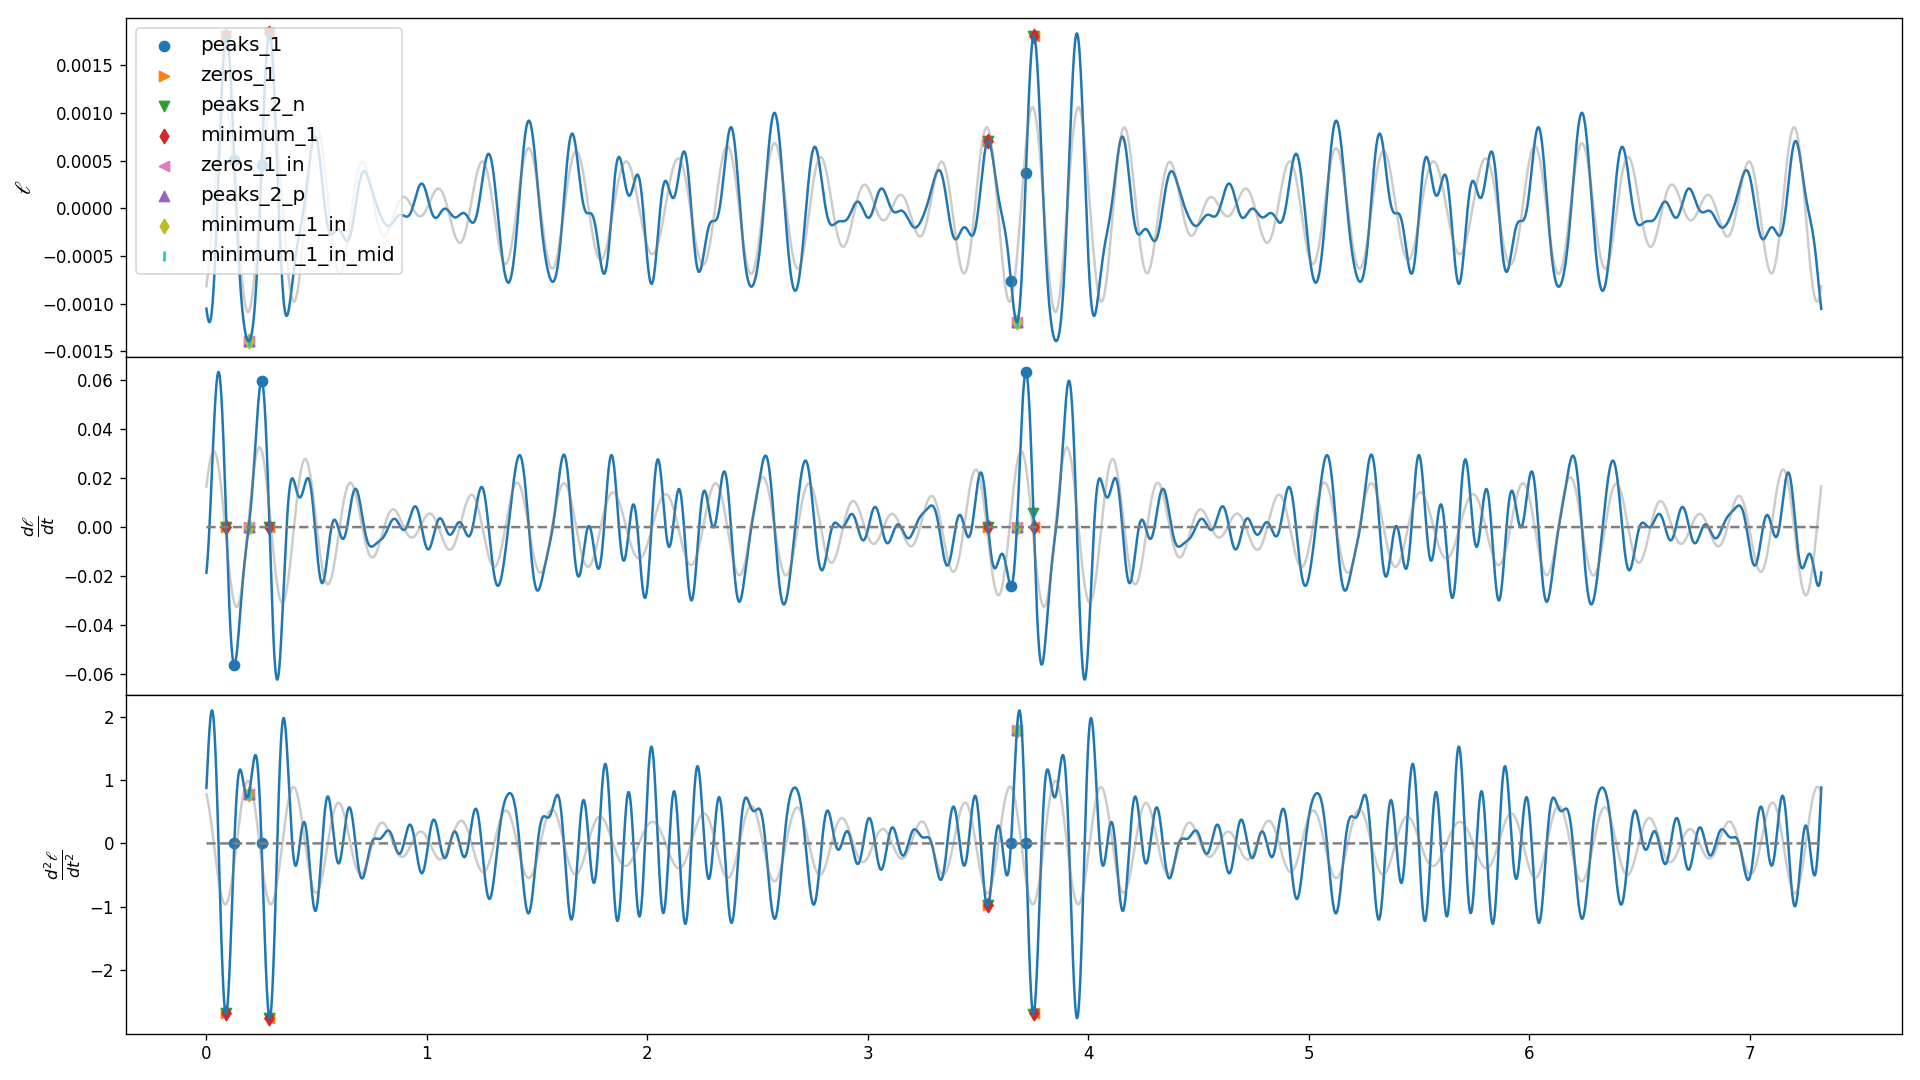 peaks_1
zeros_1
peaks_2_n
minimum_1
zeros_1_in
peaks_2_p
minimum_1_in
minimum_1_in_mid
ℓ
0.0015
0.0010
0.0005
0.0000
−0.0005
−0.0010
−0.0015
dℓ/dt
0.06
0.04
0.02
0.00
−0.02
−0.04
−0.06
d²ℓ/dt²
2
1
0
−1
−2
0 1 2 3 4 5 6 7